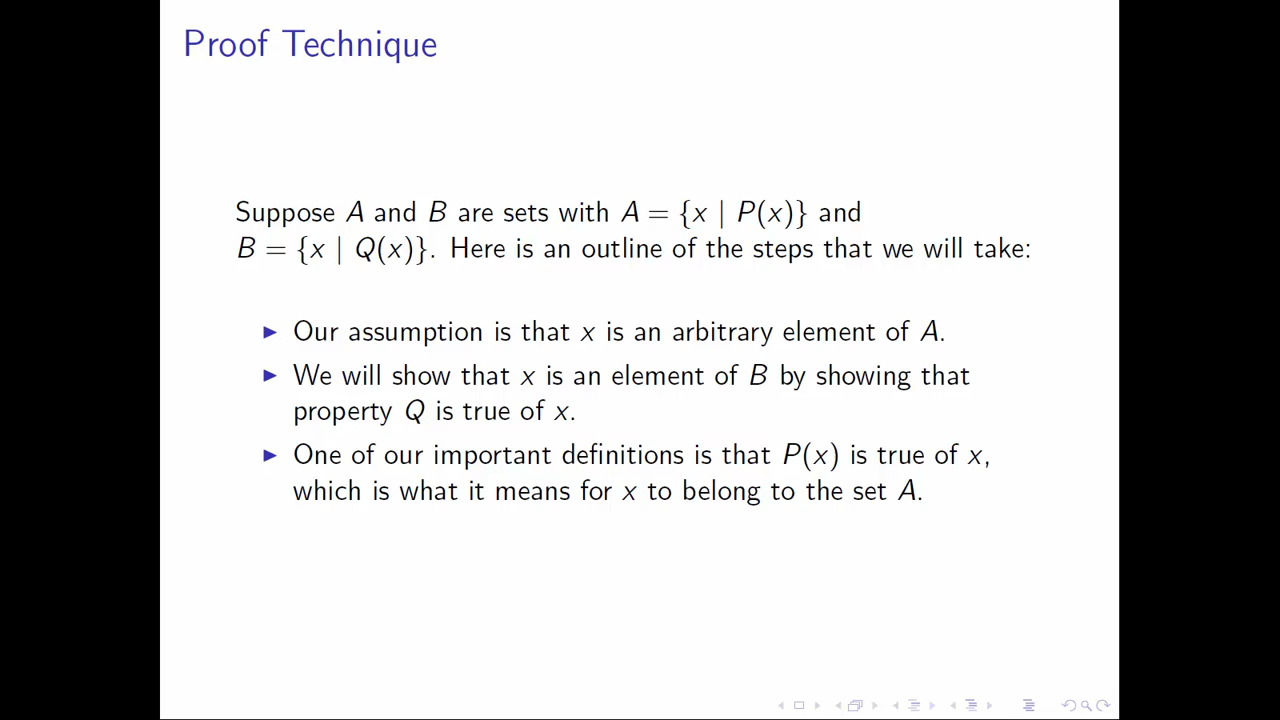 Proof Technique
Suppose A and B are sets with A = {x | P(x)} and
B = {x | Q(x)}. Here is an outline of the steps that we will take:
▶ Our assumption is that x is an arbitrary element of A.
▶ We will show that x is an element of B by showing that
property Q is true of x.
▶ One of our important definitions is that P(x) is true of x,
which is what it means for x to belong to the set A.